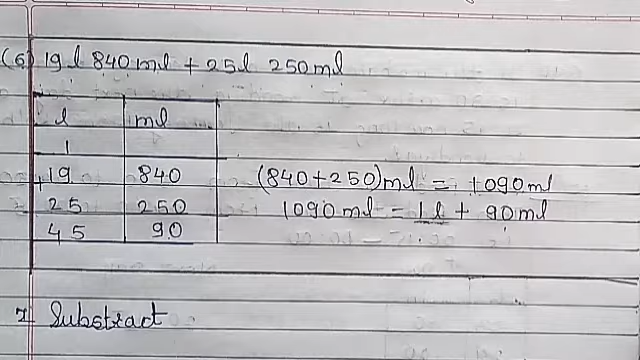 (6) 19 l 840 ml + 25 l 250 ml
l ml
1
+19 840 (840+250) ml = 1090 ml
25 250 1090 ml = 1 l + 90 ml
45 90
Substract